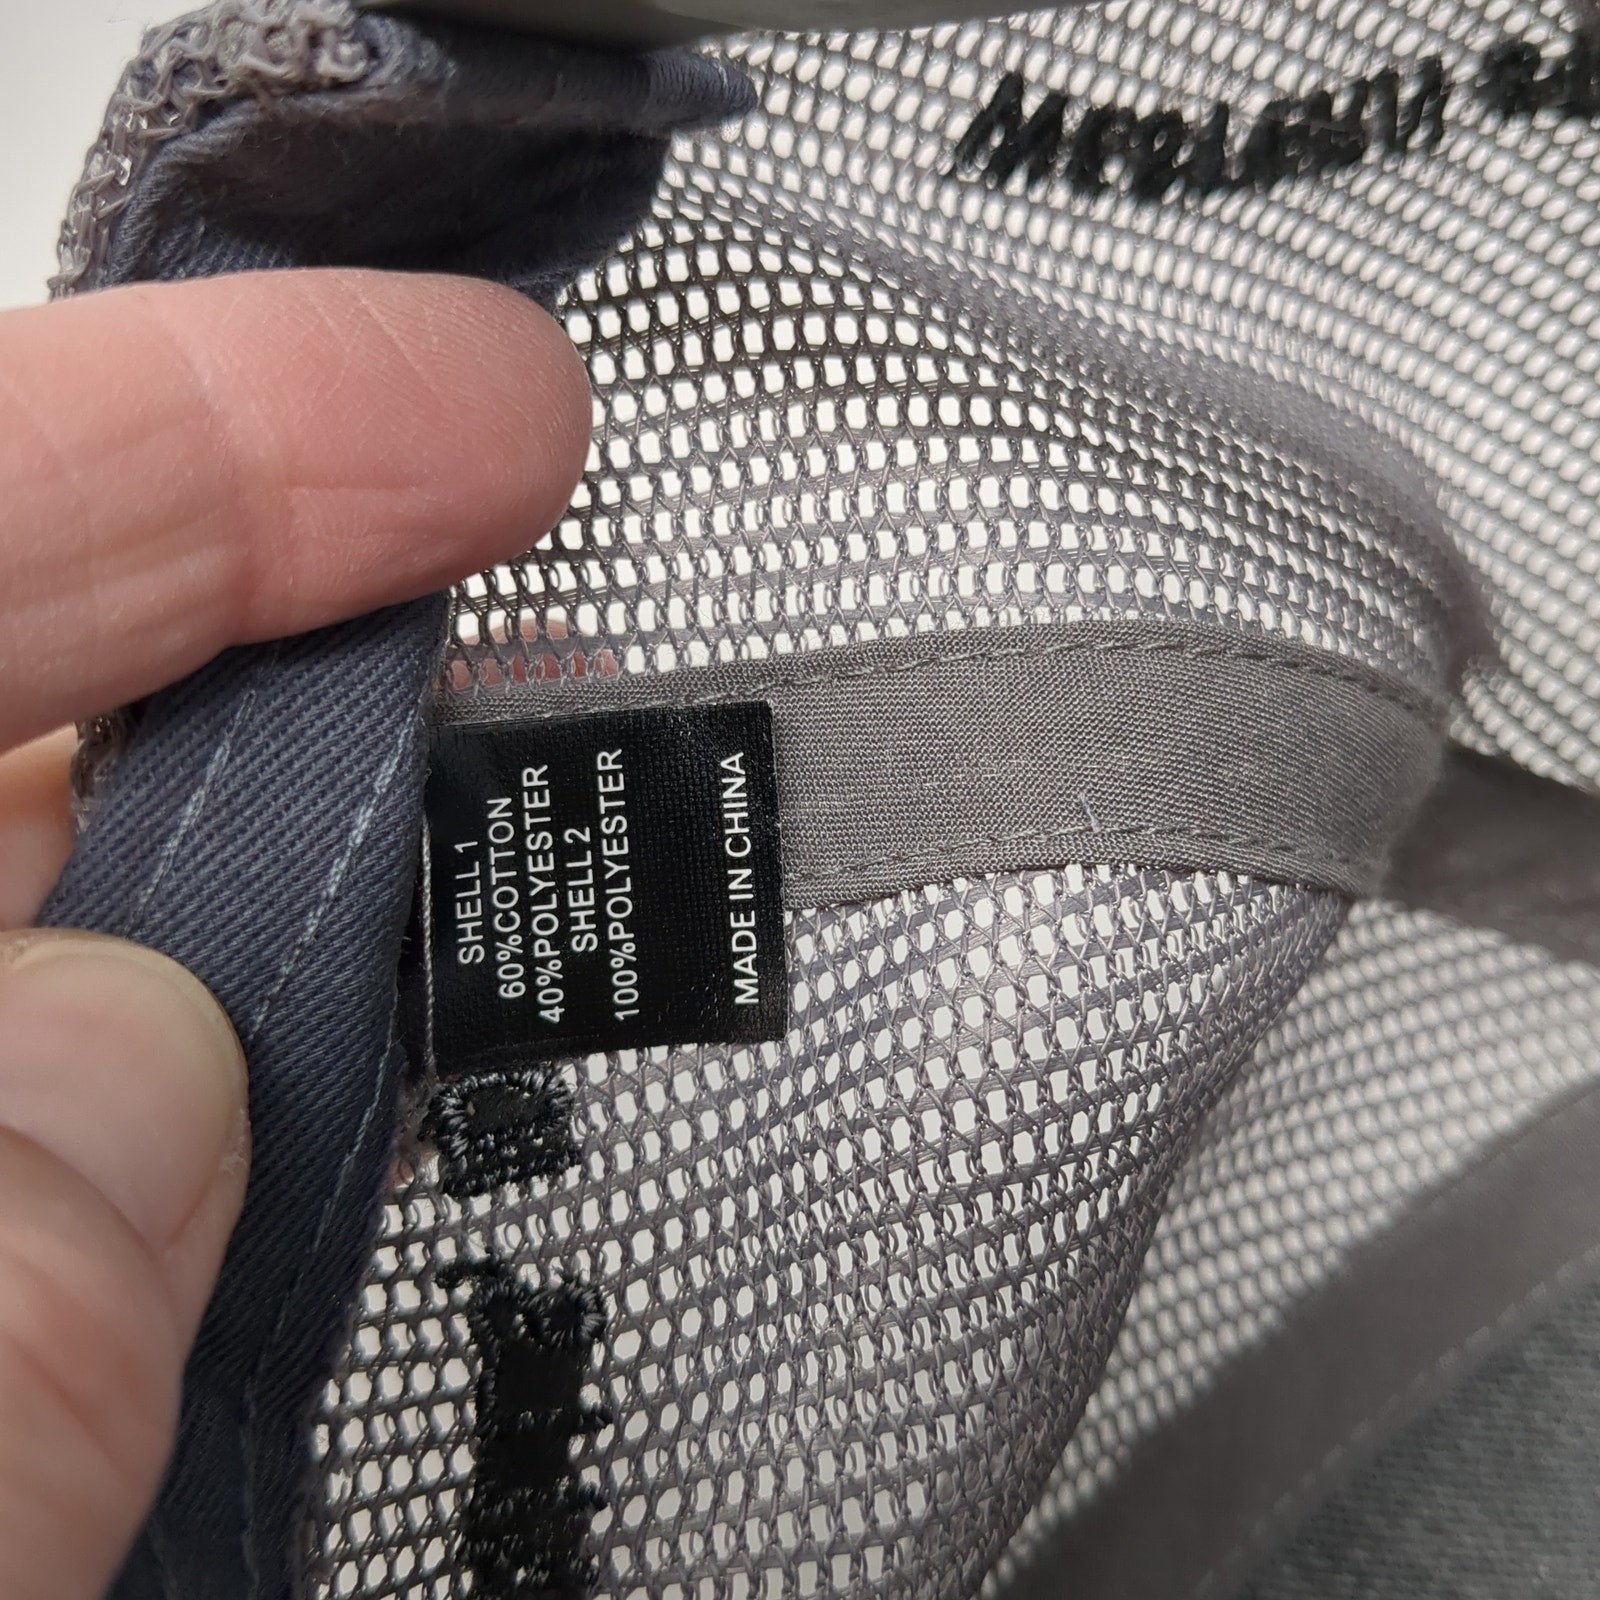 SHELL 1
60%COTTON
40%POLYESTER
SHELL 2
100%POLYESTER
MADE IN CHINA